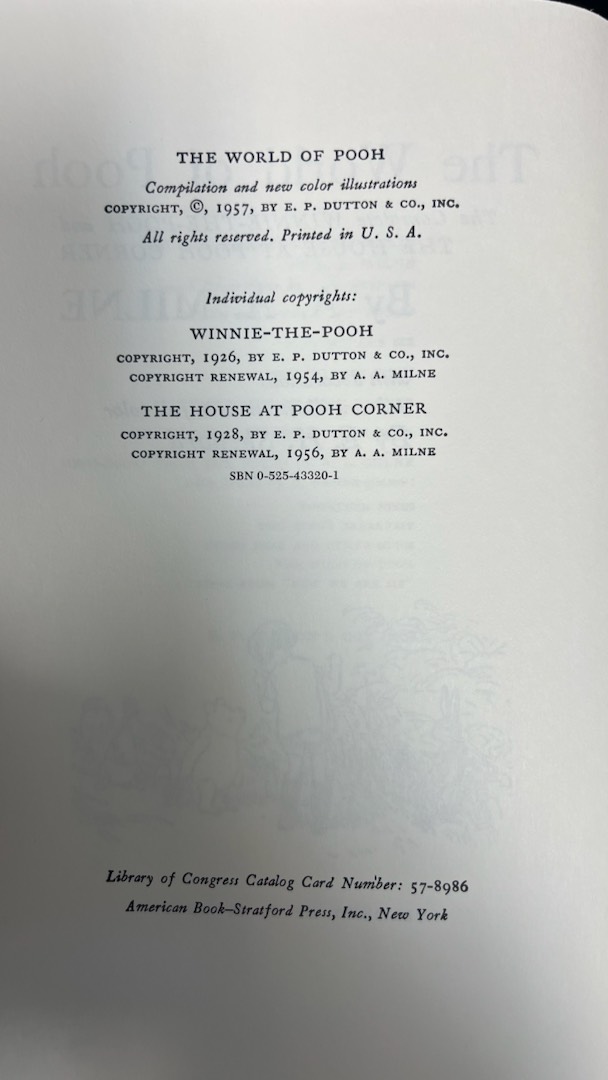 THE WORLD OF POOH
Compilation and new color illustrations
COPYRIGHT, ©, 1957, BY E. P. DUTTON & CO., INC.
All rights reserved. Printed in U. S. A.
Individual copyrights:
WINNIE-THE-POOH
COPYRIGHT, 1926, BY E. P. DUTTON & CO., INC.
COPYRIGHT RENEWAL, 1954, BY A. A. MILNE
THE HOUSE AT POOH CORNER
COPYRIGHT, 1928, BY E. P. DUTTON & CO., INC.
COPYRIGHT RENEWAL, 1956, BY A. A. MILNE
SBN 0-525-43320-1
Library of Congress Catalog Card Number: 57-8986
American Book—Stratford Press, Inc., New York